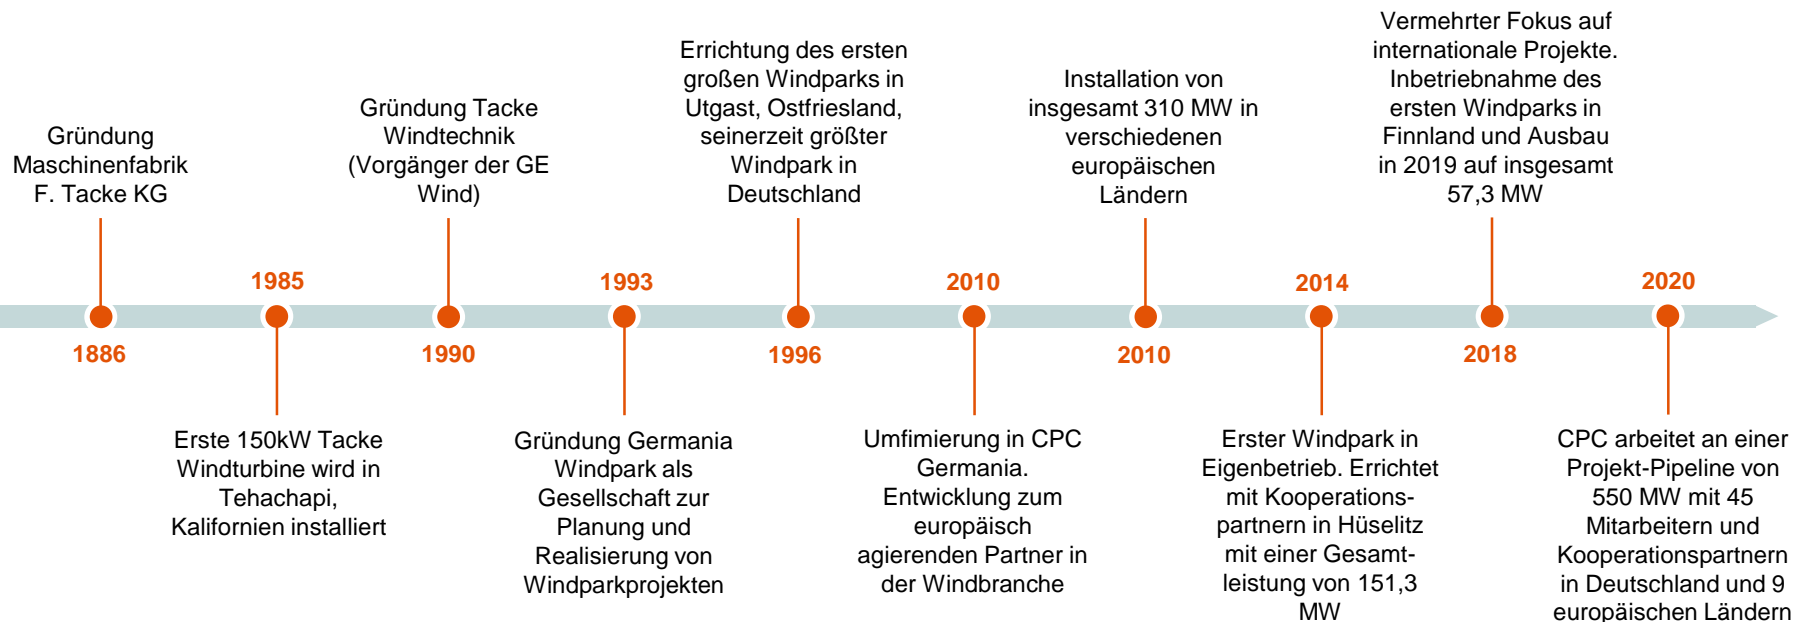 Gründung
Maschinenfabrik
F. Tacke KG
1886
1985
Erste 150kW Tacke
Windturbine wird in
Tehachapi,
Kalifornien installiert
Gründung Tacke
Windtechnik
(Vorgänger der GE
Wind)
1990
1993
Gründung Germania
Windpark als
Gesellschaft zur
Planung und
Realisierung von
Windparkprojekten
Errichtung des ersten
großen Windparks in
Utgast, Ostfriesland,
seinerzeit größter
Windpark in
Deutschland
1996
2010
Umfimierung in CPC
Germania.
Entwicklung zum
europäisch
agierenden Partner in
der Windbranche
Installation von
insgesamt 310 MW in
verschiedenen
europäischen
Ländern
2010
2014
Erster Windpark in
Eigenbetrieb. Errichtet
mit Kooperations-
partnern in Hüselitz
mit einer Gesamt-
leistung von 151,3
MW
Vermehrter Fokus auf
internationale Projekte.
Inbetriebnahme des
ersten Windparks in
Finnland und Ausbau
in 2019 auf insgesamt
57,3 MW
2018
2020
CPC arbeitet an einer
Projekt-Pipeline von
550 MW mit 45
Mitarbeitern und
Kooperationspartnern
in Deutschland und 9
europäischen Ländern